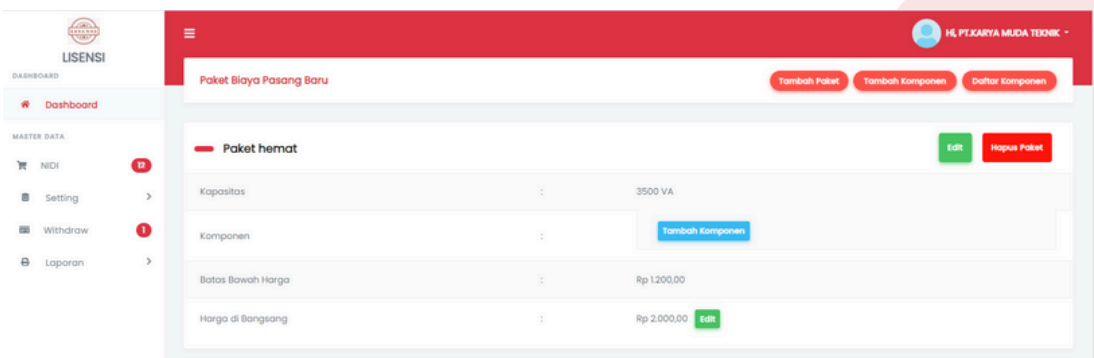 LISENSI
HI, PT.KARYA MUDA TEKNIK
DASHBOARD
Dashboard
MASTER DATA
NIDI 12
Setting
Withdraw 1
Laporan
Paket Biaya Pasang Baru
Tambah Paket Tambah Komponen Daftar Komponen
Paket hemat
Edit Hapus Paket
Kapasitas : 3500 VA
Komponen : Tambah Komponen
Batas Bawah Harga : Rp 1.200,00
Harga di Bangsang : Rp 2.000,00 Edit